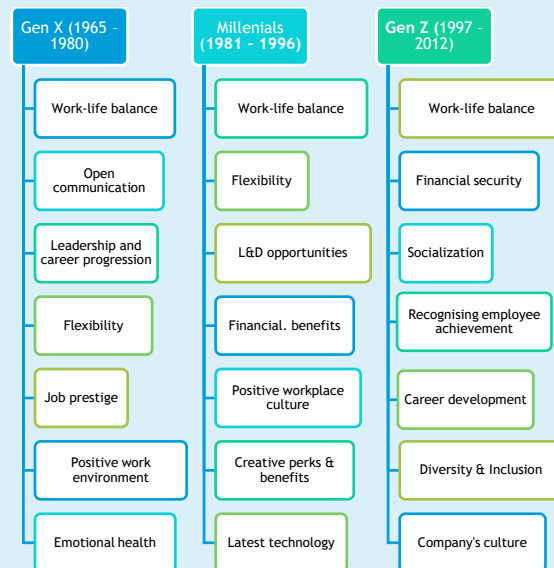 Gen X (1965 -
1980)
Work-life balance
Open
communication
Leadership and
career progression
Flexibility
Job prestige
Positive work
environment
Emotional health
Millenials
(1981 - 1996)
Work-life balance
Flexibility
L&D opportunities
Financial. benefits
Positive workplace
culture
Creative perks &
benefits
Latest technology
Gen Z (1997 -
2012)
Work-life balance
Financial security
Socialization
Recognising employee
achievement
Career development
Diversity & Inclusion
Company's culture